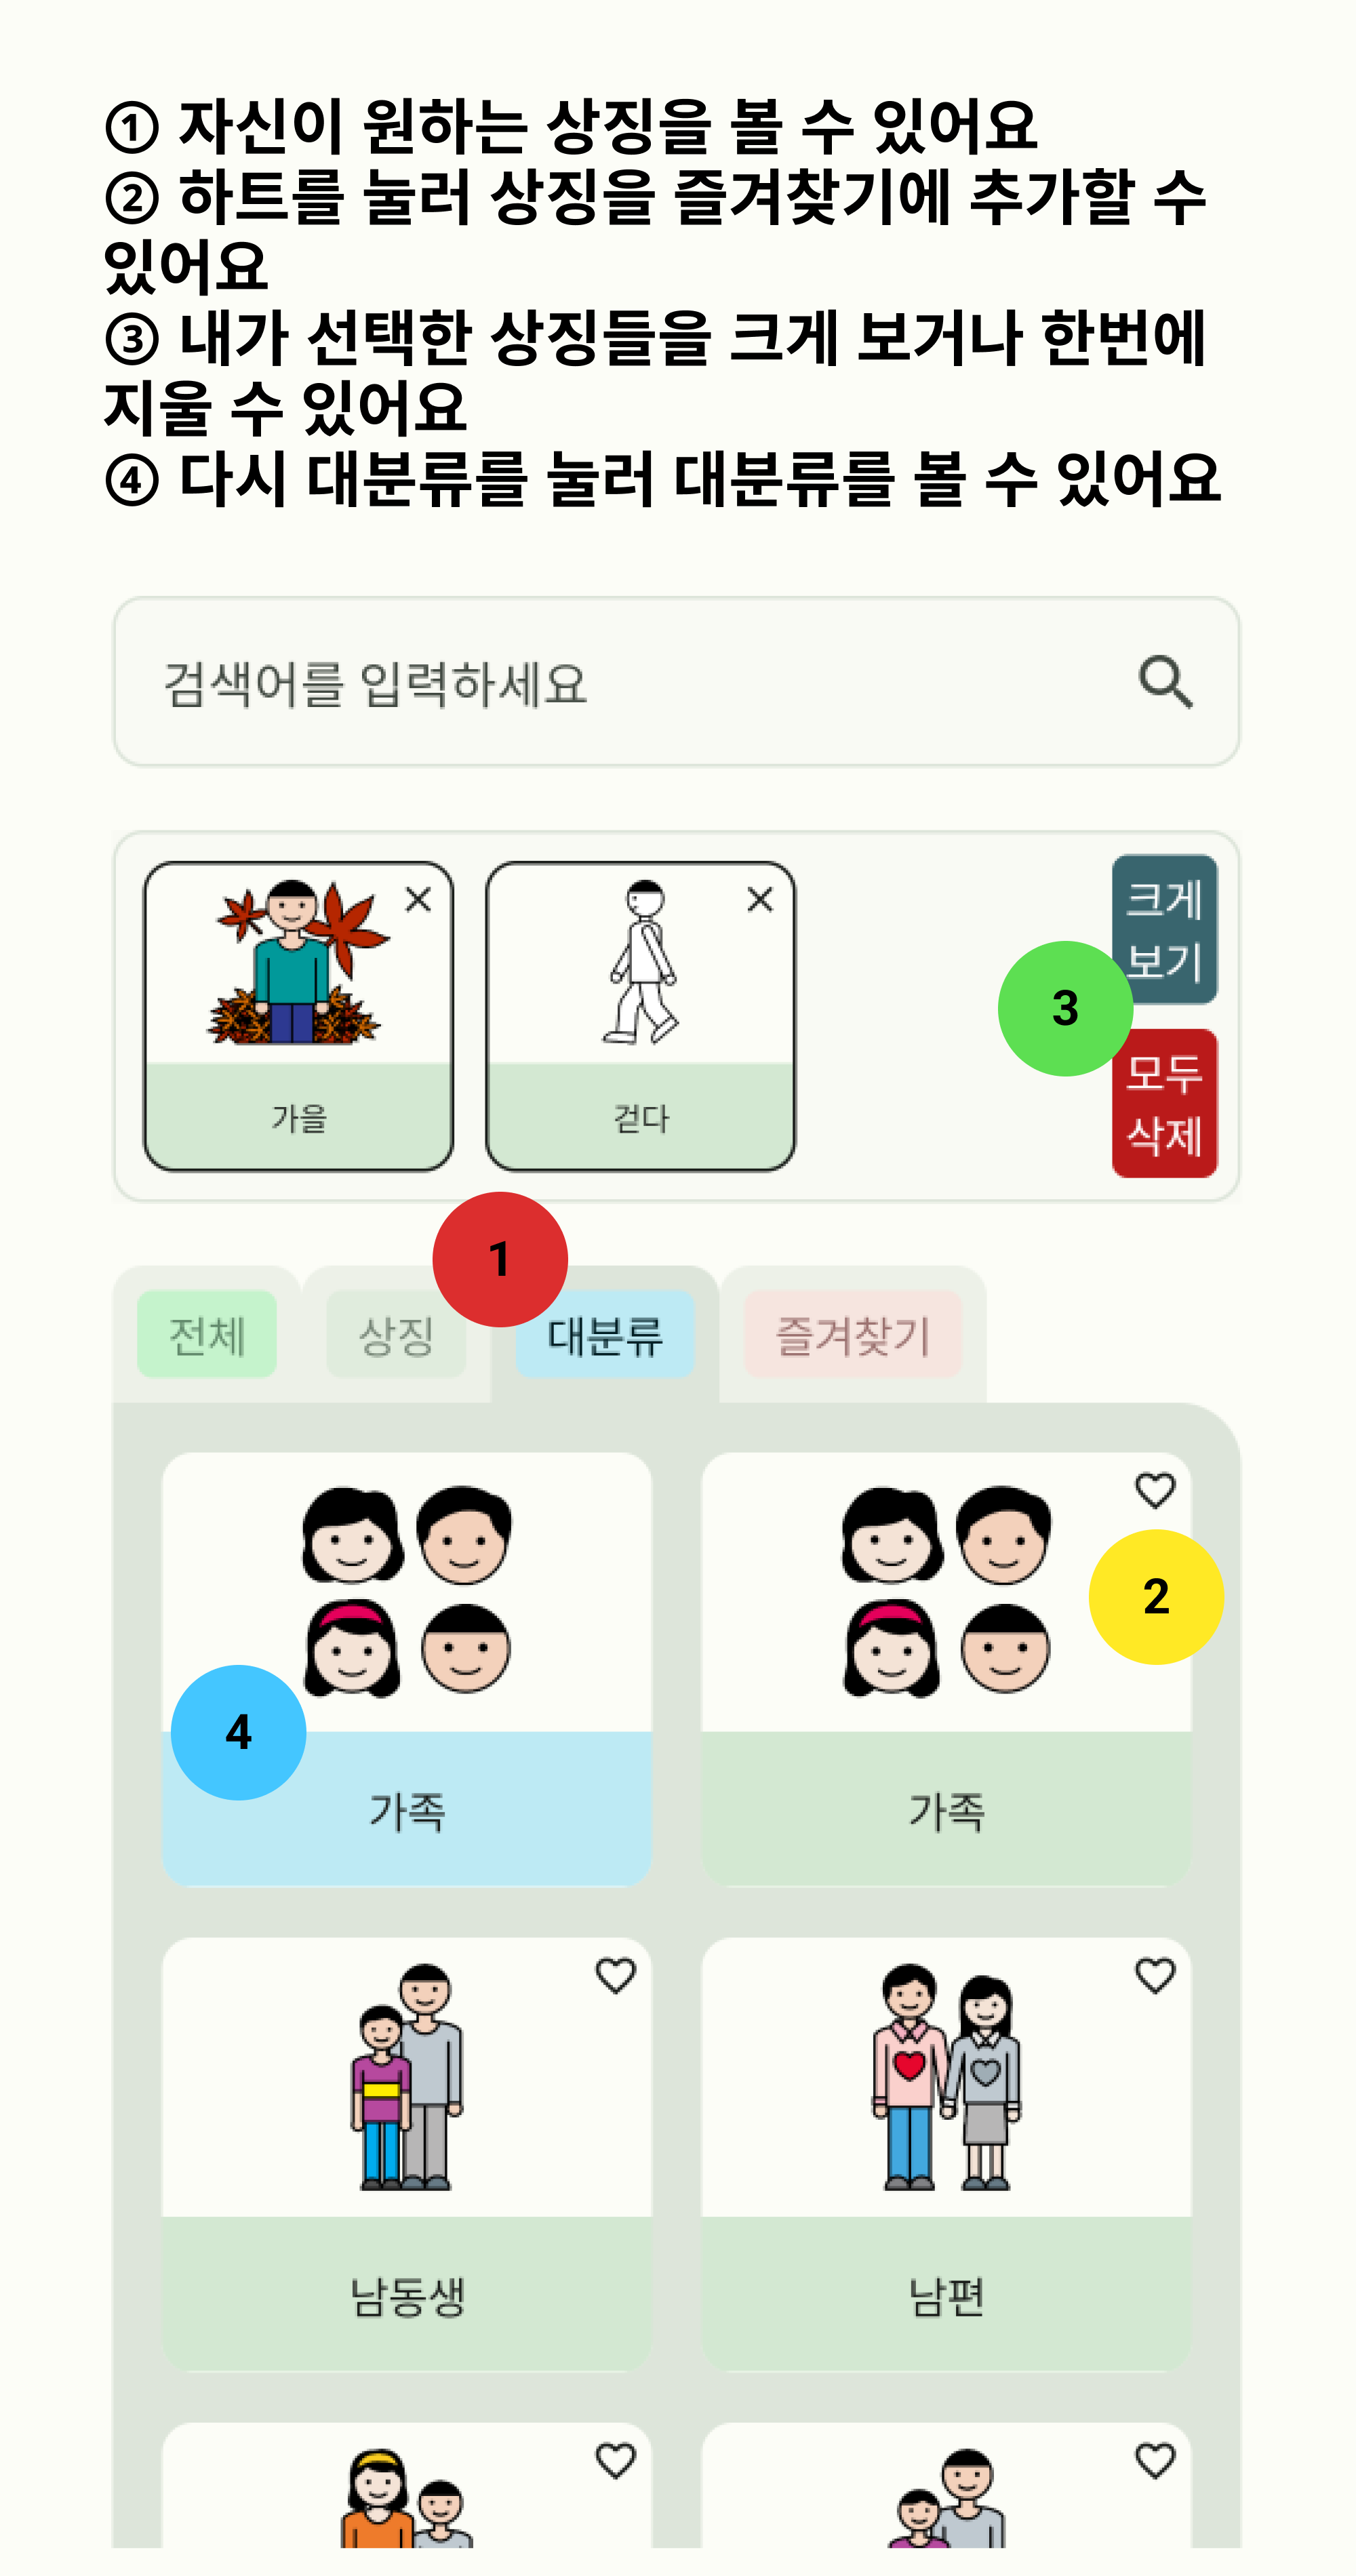 ① 자신이 원하는 상징을 볼 수 있어요
② 하트를 눌러 상징을 즐겨찾기에 추가할 수
있어요
③ 내가 선택한 상징들을 크게 보거나 한번에
지울 수 있어요
④ 다시 대분류를 눌러 대분류를 볼 수 있어요
검색어를 입력하세요
가을
걷다
크게
보기
3
모두
삭제
1
전체
상징
대분류
즐겨찾기
2
4
가족
가족
남동생
남편